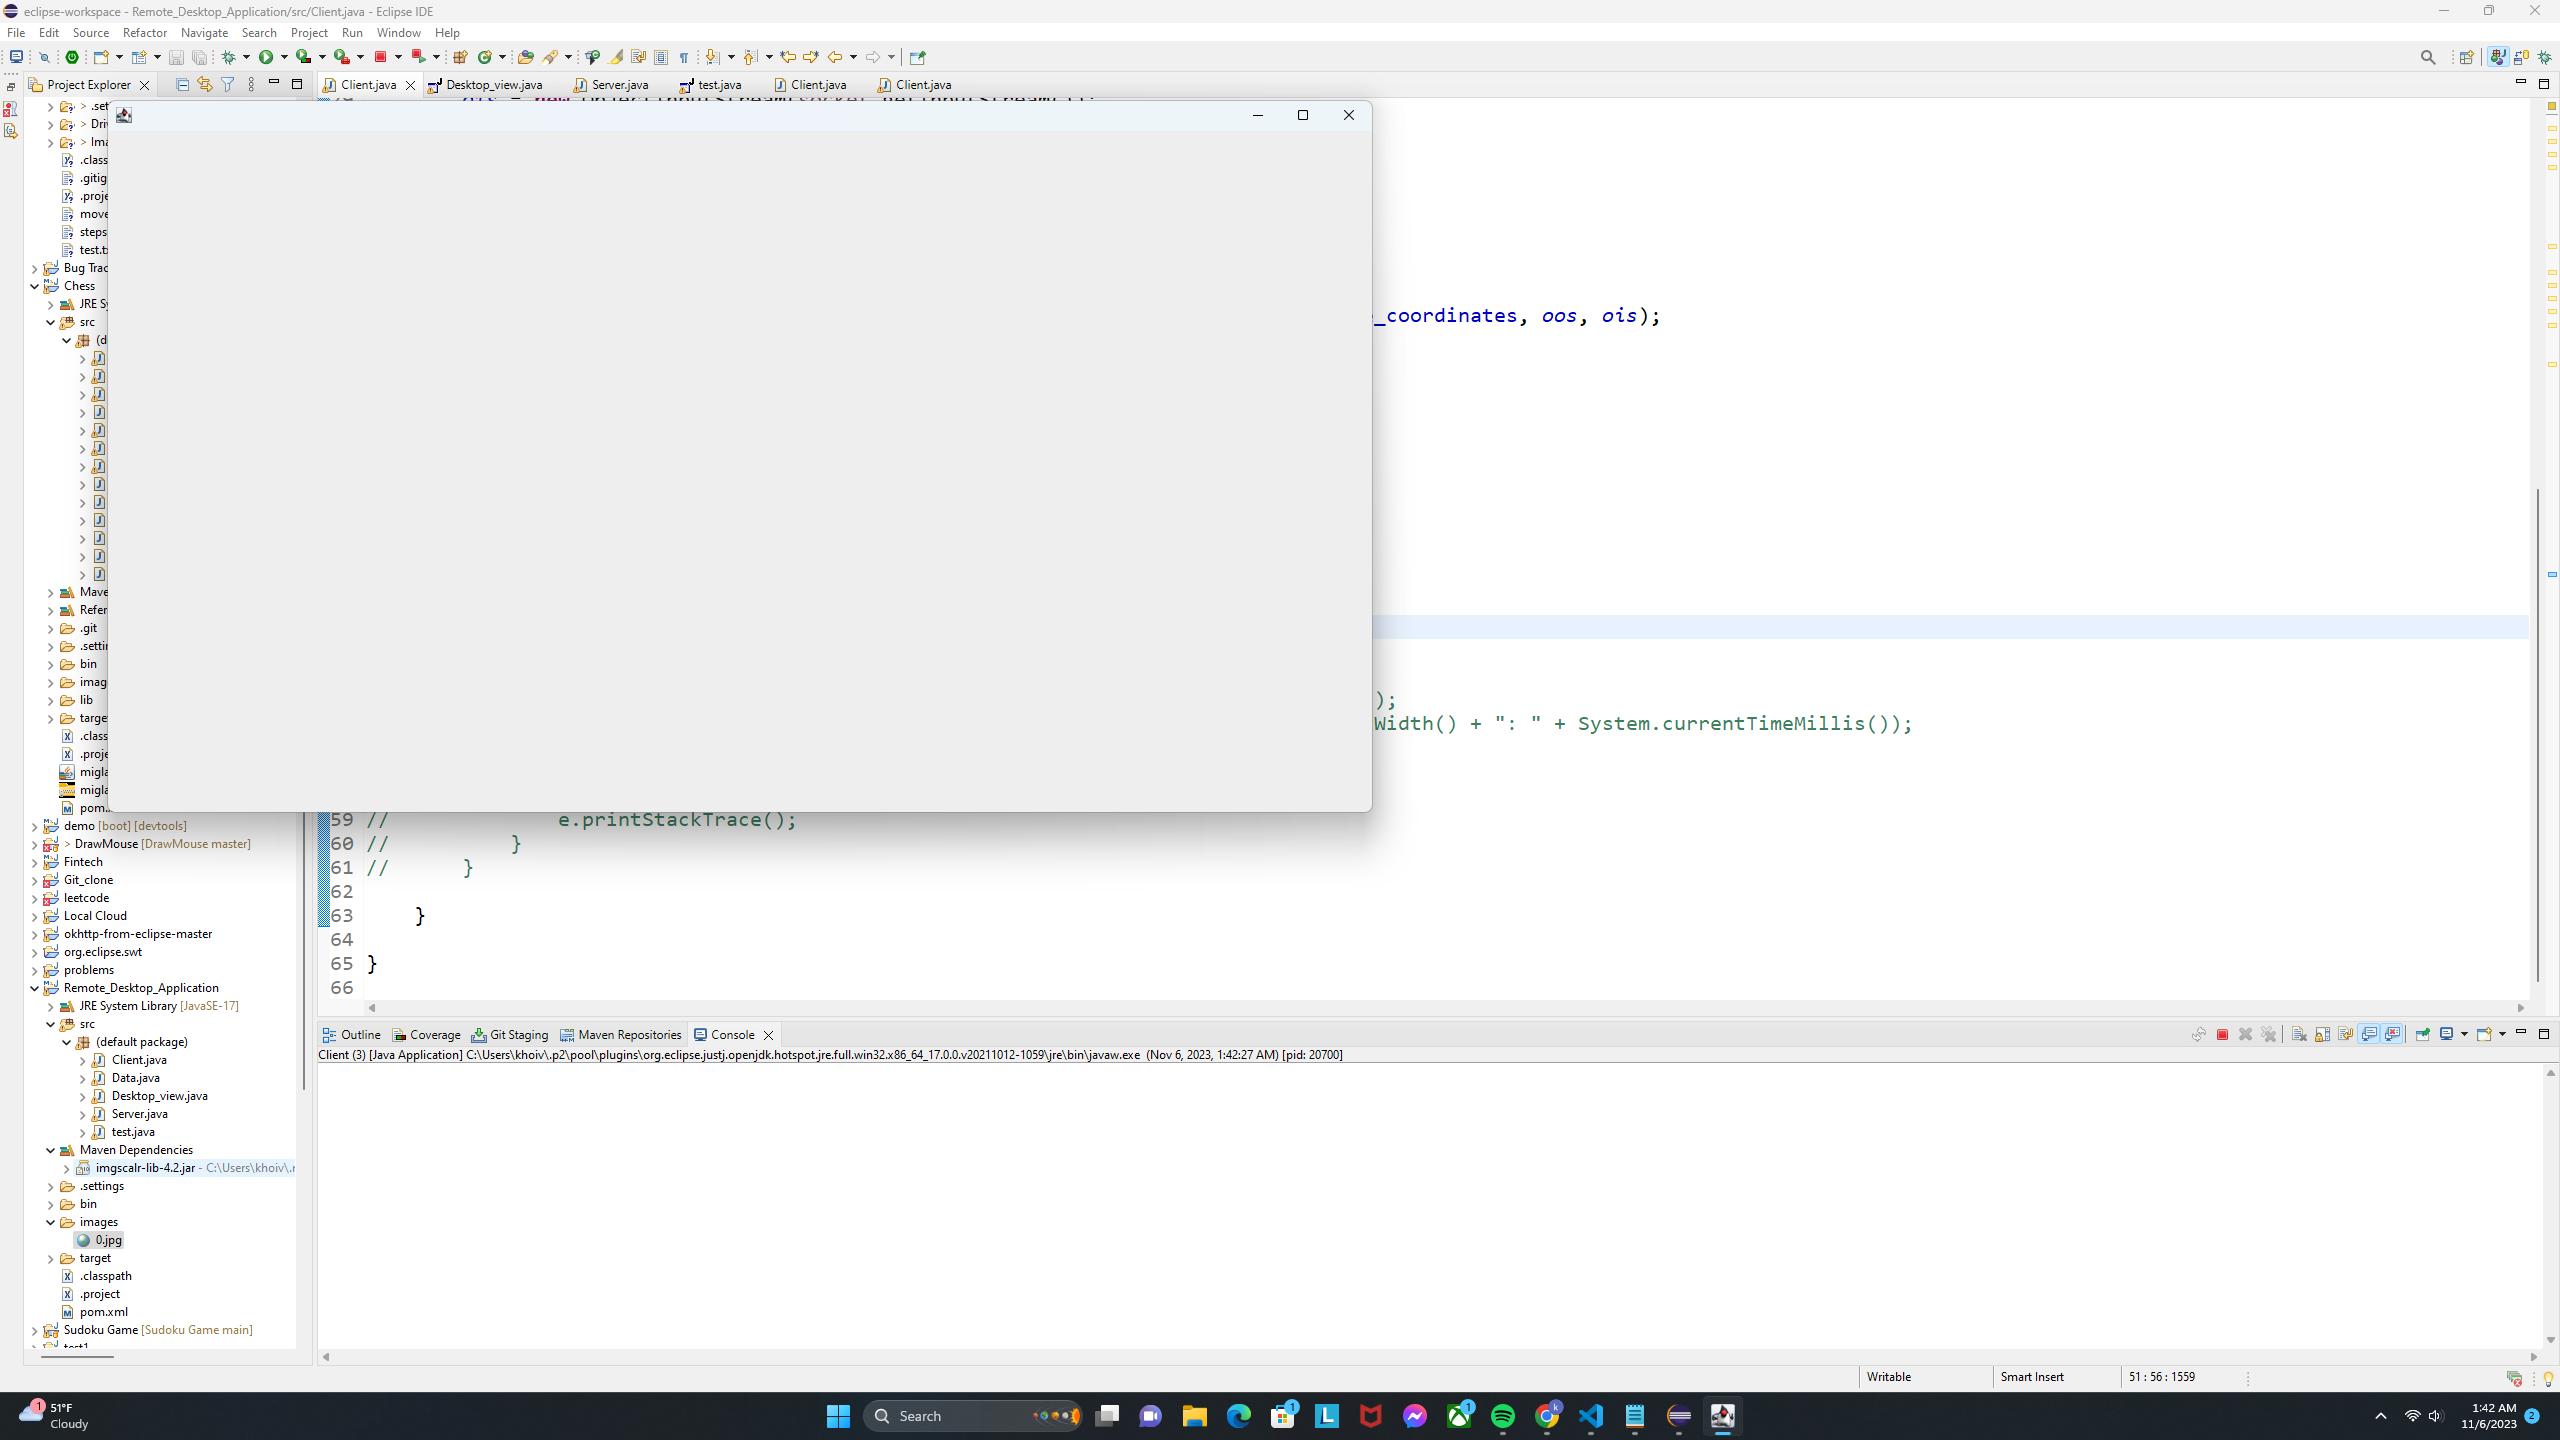 eclipse-workspace - Remote_Desktop_Application/src/Client.java - Eclipse IDE
File Edit Source Refactor Navigate Search Project Run Window Help
Project Explorer
Client.java Desktop_view.java Server.java test.java Client.java Client.java
> .set
> Dri
> Ima
.class
.gitig
.proje
move
steps
test.t
Bug Trac
Chess
JRE S
src
(d
Mave
Refer
.git
.settin
bin
imag
lib
targe
.class
.proje
migla
migla
pom.
demo [boot] [devtools]
> DrawMouse [DrawMouse master]
Fintech
Git_clone
leetcode
Local Cloud
okhttp-from-eclipse-master
org.eclipse.swt
problems
Remote_Desktop_Application
JRE System Library [JavaSE-17]
src
(default package)
Client.java
Data.java
Desktop_view.java
Server.java
test.java
Maven Dependencies
imgscalr-lib-4.2.jar - C:\Users\khoiv\.r
.settings
bin
images
0.jpg
target
.classpath
.project
pom.xml
Sudoku Game [Sudoku Game main]
test1
_coordinates, oos, ois);
);
Width() + ": " + System.currentTimeMillis());
59 // e.printStackTrace();
60 // }
61 // }
62
63 }
64
65 }
66
Outline Coverage Git Staging Maven Repositories Console
Client (3) [Java Application] C:\Users\khoiv\.p2\pool\plugins\org.eclipse.justj.openjdk.hotspot.jre.full.win32.x86_64_17.0.0.v20211012-1059\jre\bin\javaw.exe (Nov 6, 2023, 1:42:27 AM) [pid: 20700]
Writable Smart Insert 51 : 56 : 1559
1 51°F
Cloudy
Search
1
1
1:42 AM
11/6/2023
2